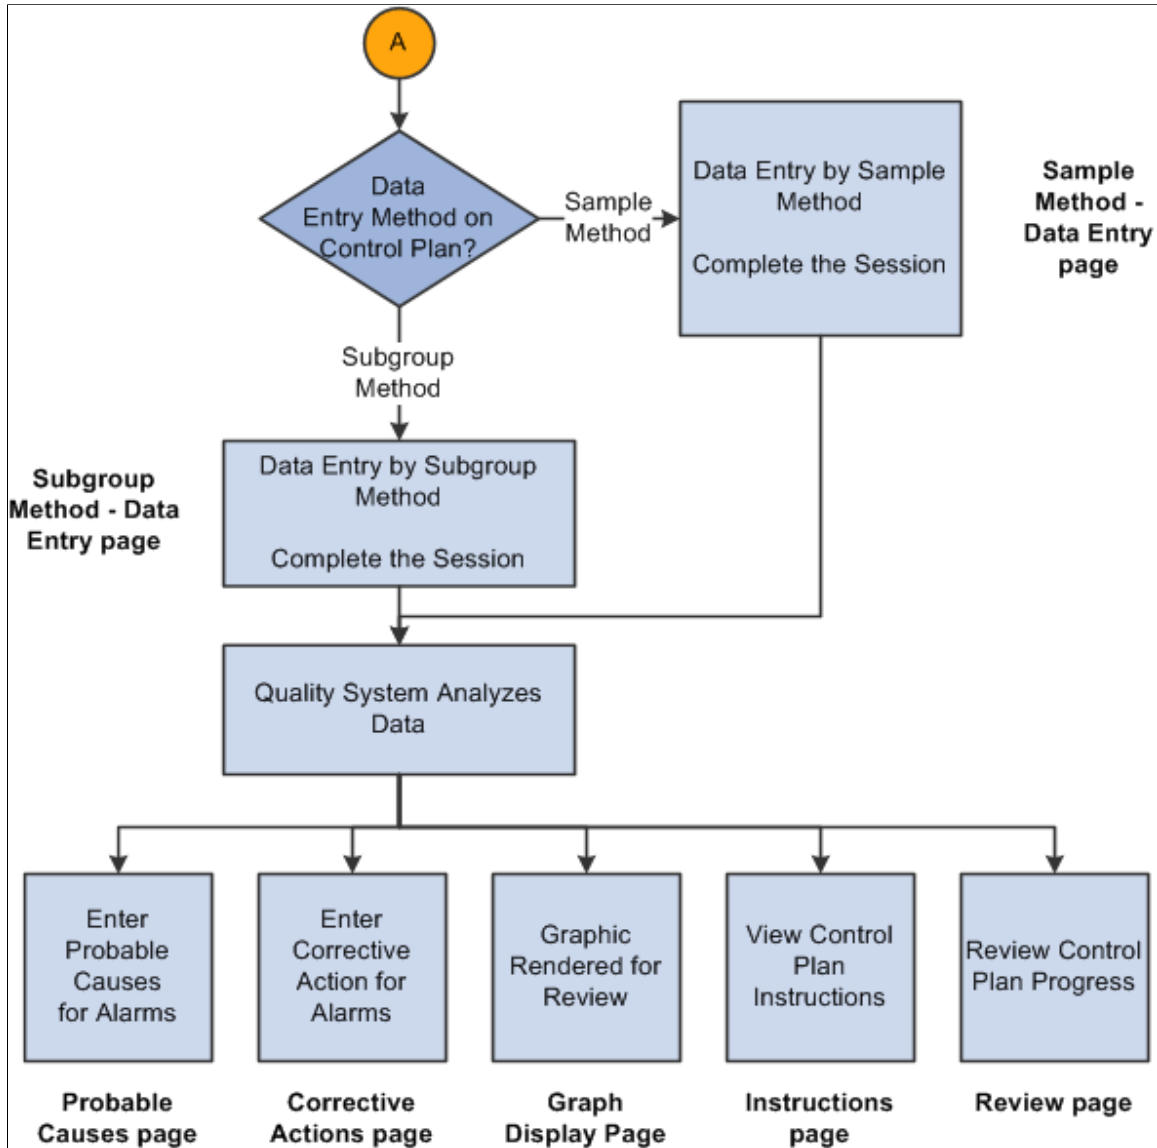 A
Data
Entry Method on
Control Plan?
Sample
Method
Data Entry by Sample
Method
Complete the Session
Sample
Method -
Data Entry
page
Subgroup
Method
Subgroup
Method - Data
Entry page
Data Entry by Subgroup
Method
Complete the Session
Quality System Analyzes
Data
Enter
Probable
Causes
for Alarms
Enter
Corrective
Action for
Alarms
Graphic
Rendered for
Review
View Control
Plan
Instructions
Review Control
Plan Progress
Probable
Causes page
Corrective
Actions page
Graph
Display Page
Instructions
page
Review page